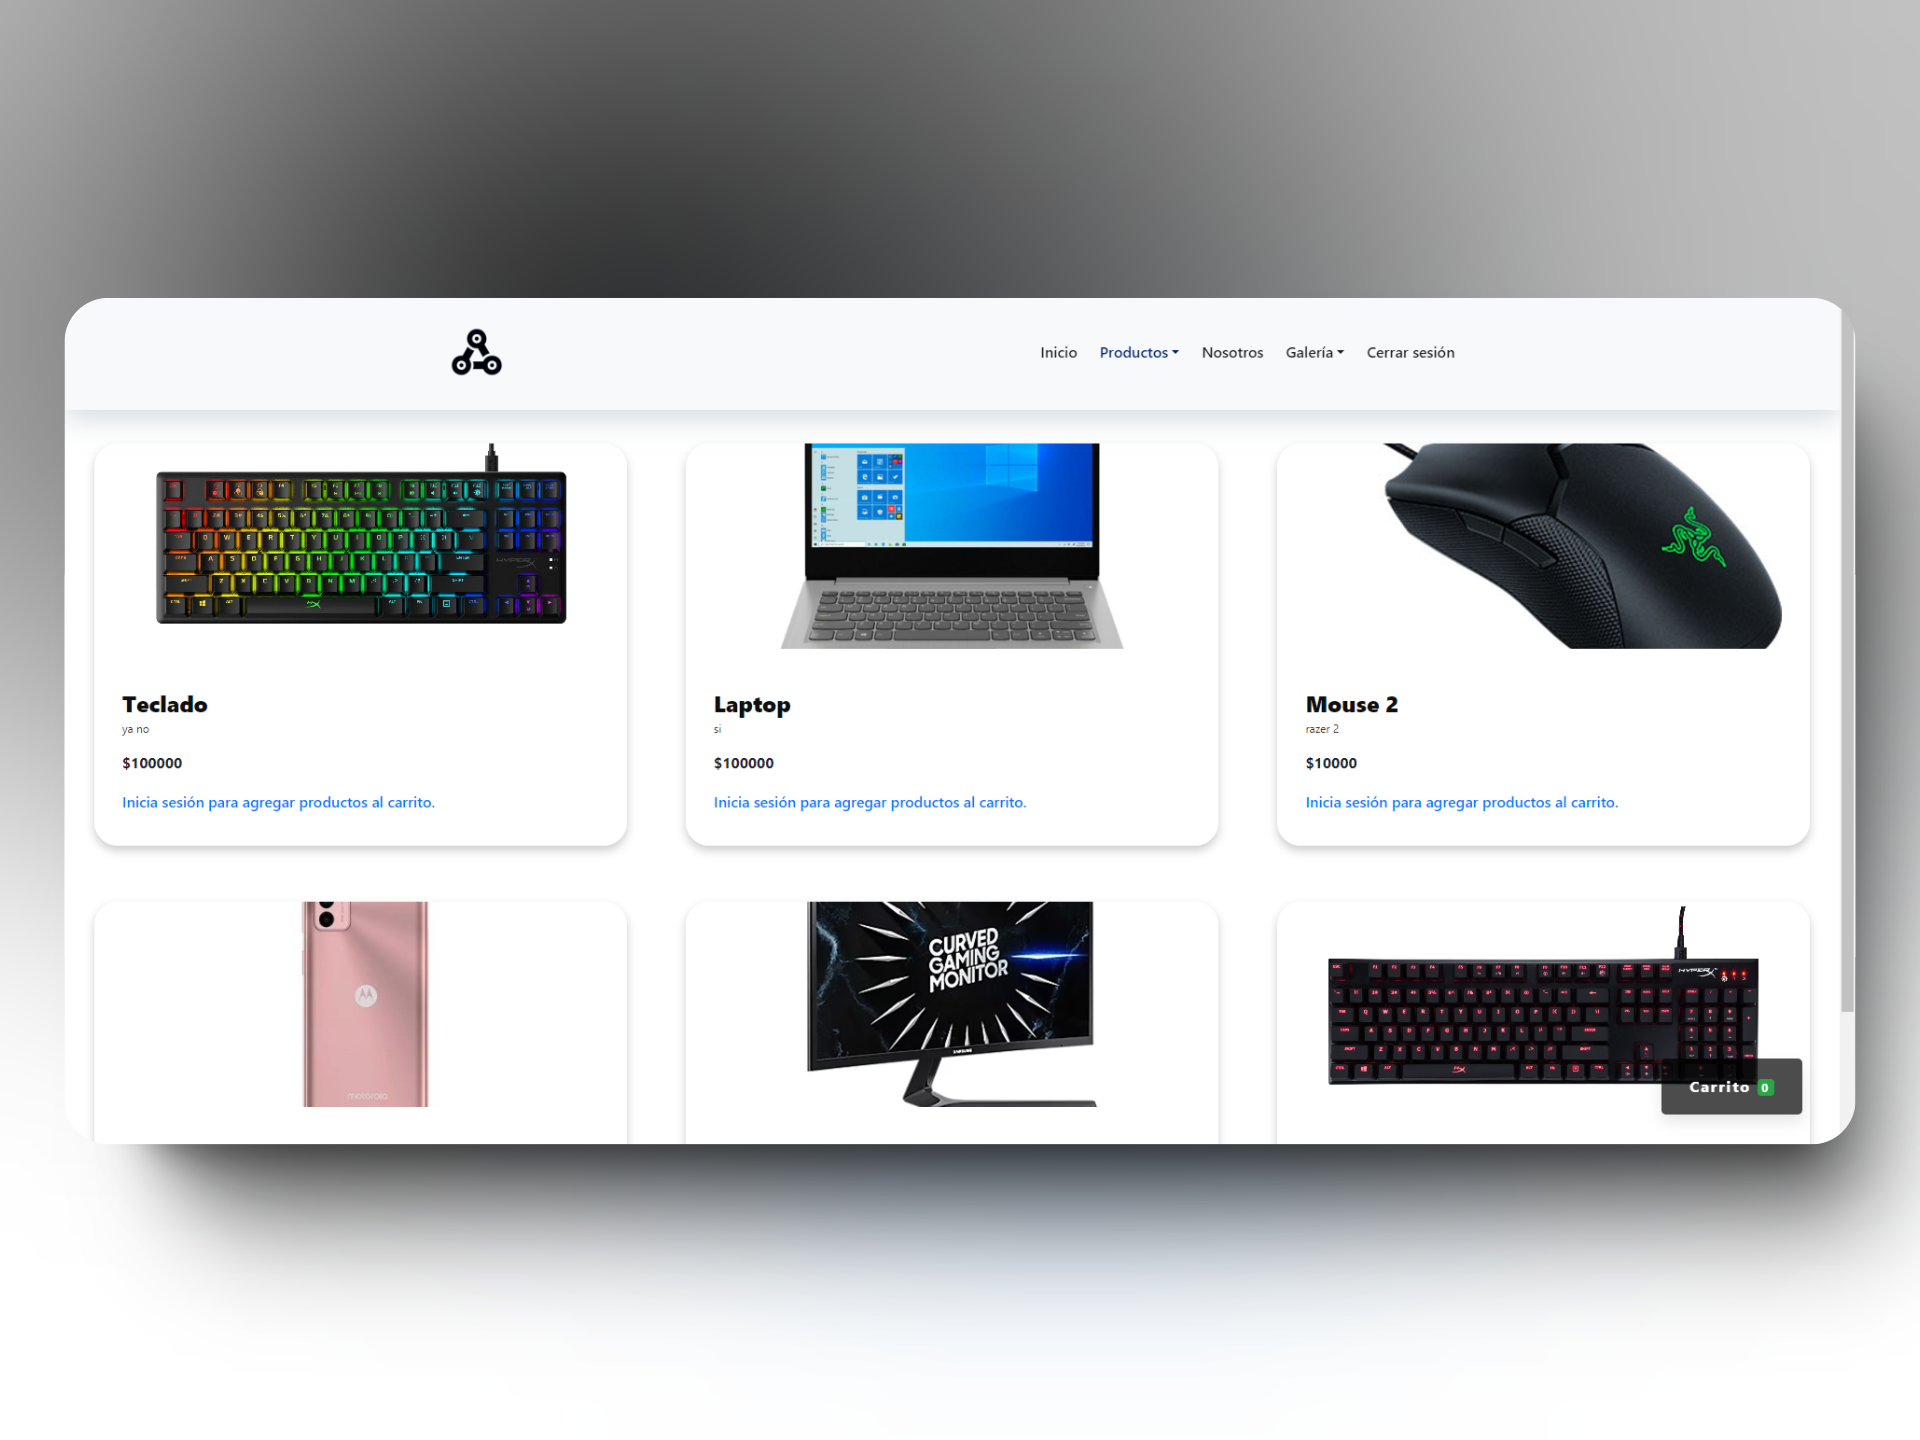 Inicio Productos Nosotros Galería Cerrar sesión
HYPERX
Teclado
ya no
$100000
Inicia sesión para agregar productos al carrito.
Laptop
si
$100000
Inicia sesión para agregar productos al carrito.
Mouse 2
razer 2
$10000
Inicia sesión para agregar productos al carrito.
motorola
CURVED
GAMING
MONITOR
SAMSUNG
HYPERX
Carrito 0